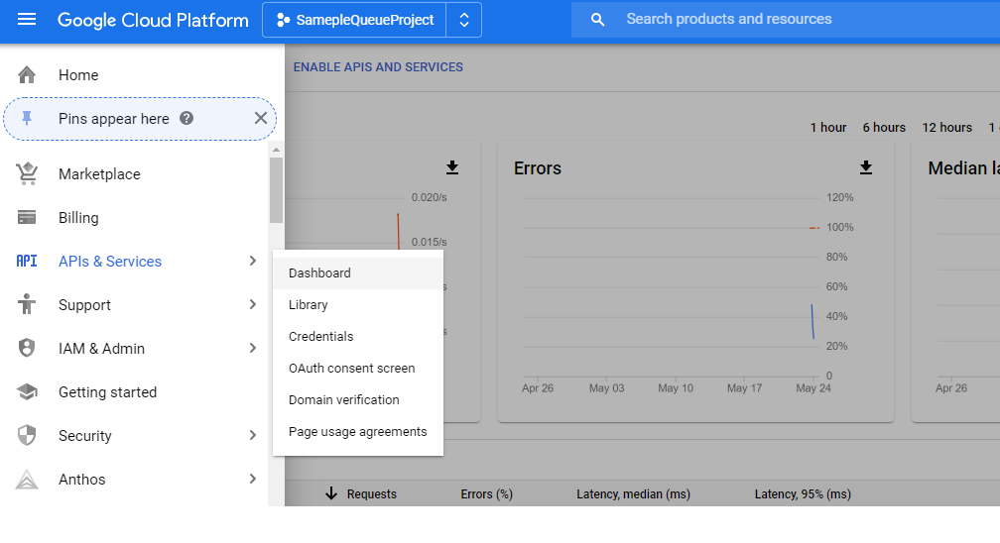 Google Cloud Platform
SamepleQueueProject
Search products and resources
Home
Pins appear here
Marketplace
Billing
API APIs & Services
Support
IAM & Admin
Getting started
Security
Anthos
Dashboard
Library
Credentials
OAuth consent screen
Domain verification
Page usage agreements
ENABLE APIS AND SERVICES
1 hour 6 hours 12 hours 1
0.020/s
0.015/s
Errors
120%
100%
80%
60%
40%
20%
0
Apr 26 May 03 May 10 May 17 May 24
Median la
Apr 26
Requests Errors (%) Latency, median (ms) Latency, 95% (ms)